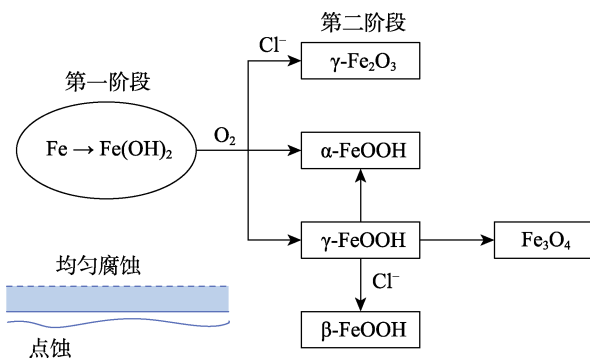 第二阶段
Cl⁻
γ-Fe₂O₃
第一阶段
Fe → Fe(OH)₂
O₂
α-FeOOH
γ-FeOOH
Fe₃O₄
均匀腐蚀
Cl⁻
β-FeOOH
点蚀